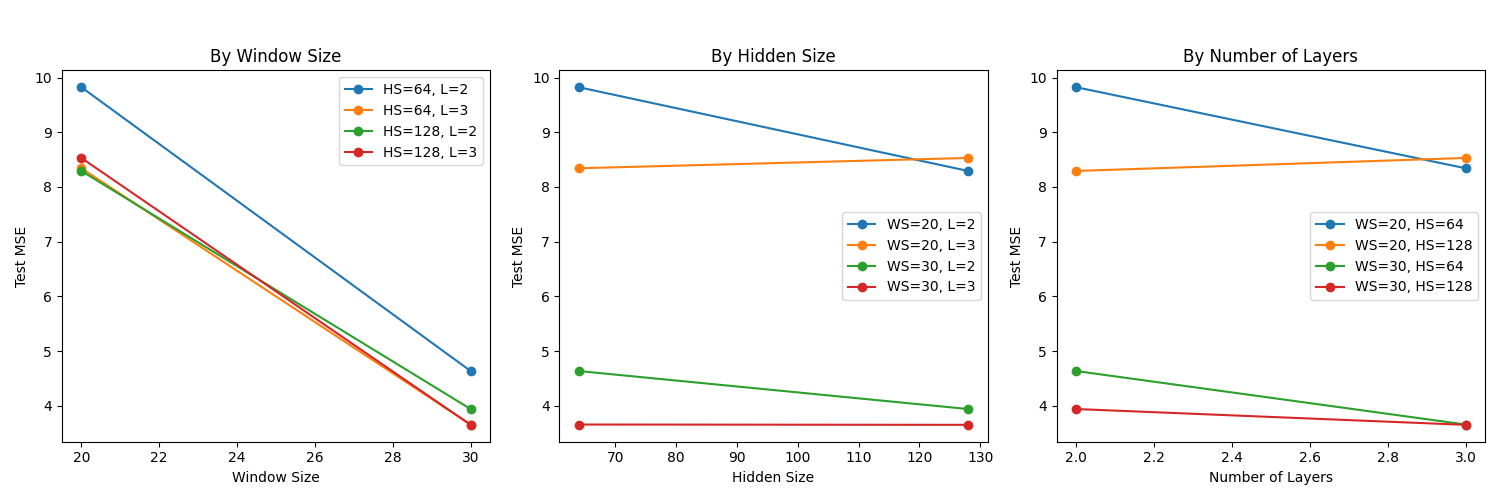 By Window Size
10
9
8
7
6
5
4
Test MSE
HS=64, L=2
HS=64, L=3
HS=128, L=2
HS=128, L=3
20 22 24 26 28 30
Window Size
By Hidden Size
10
9
8
7
6
5
4
Test MSE
WS=20, L=2
WS=20, L=3
WS=30, L=2
WS=30, L=3
70 80 90 100 110 120 130
Hidden Size
By Number of Layers
10
9
8
7
6
5
4
Test MSE
WS=20, HS=64
WS=20, HS=128
WS=30, HS=64
WS=30, HS=128
2.0 2.2 2.4 2.6 2.8 3.0
Number of Layers